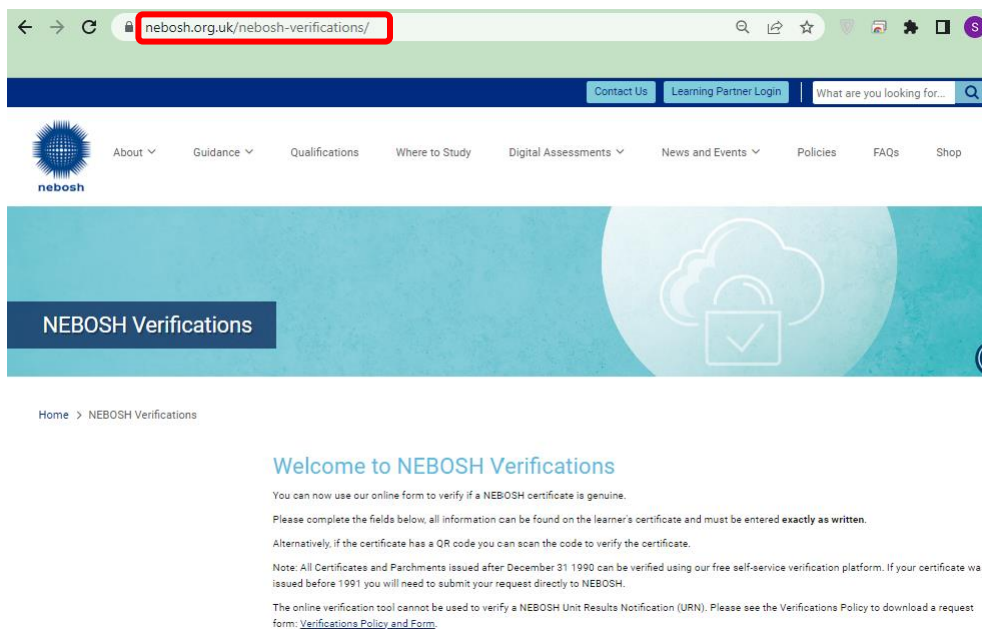 nebosh.org.uk/nebosh-verifications/
S
Contact Us Learning Partner Login What are you looking for...
nebosh
About Guidance Qualifications Where to Study Digital Assessments News and Events Policies FAQs Shop
NEBOSH Verifications
Home > NEBOSH Verifications
Welcome to NEBOSH Verifications
You can now use our online form to verify if a NEBOSH certificate is genuine.
Please complete the fields below, all information can be found on the learner's certificate and must be entered exactly as written.
Alternatively, if the certificate has a QR code you can scan the code to verify the certificate.
Note: All Certificates and Parchments issued after December 31 1990 can be verified using our free self-service verification platform. If your certificate wa
issued before 1991 you will need to submit your request directly to NEBOSH.
The online verification tool cannot be used to verify a NEBOSH Unit Results Notification (URN). Please see the Verifications Policy to download a request
form: Verifications Policy and Form.